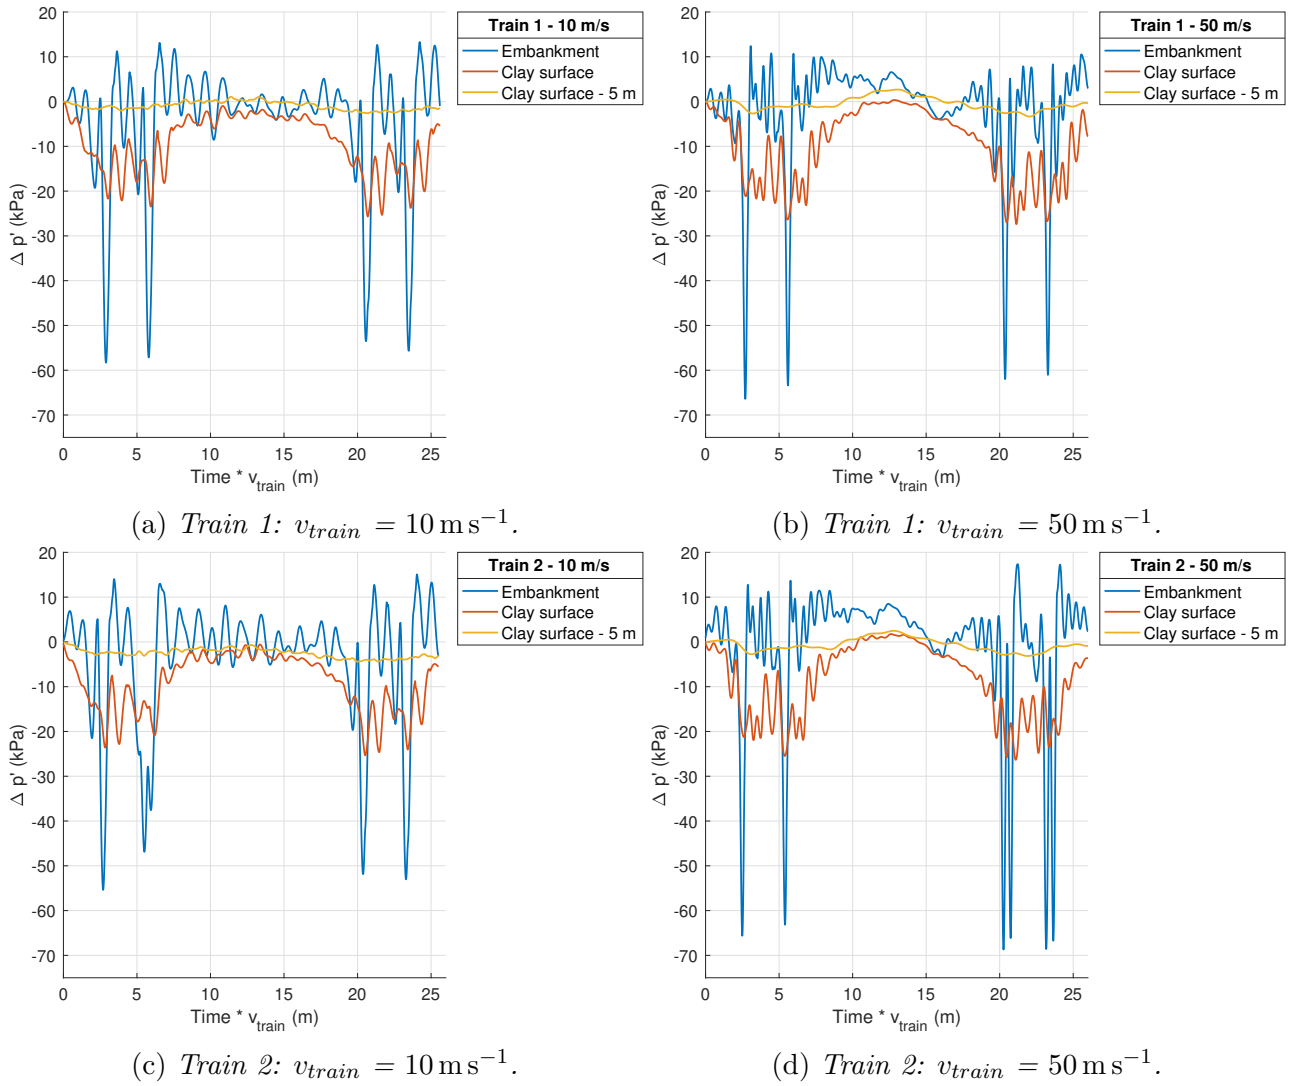 Train 1 - 10 m/s
Embankment
Clay surface
Clay surface - 5 m
20
10
0
-10
-20
-30
-40
-50
-60
-70
Δ p' (kPa)
0 5 10 15 20 25
Time * v_train (m)
(a) Train 1: v_train = 10 m s⁻¹.
Train 1 - 50 m/s
Embankment
Clay surface
Clay surface - 5 m
20
10
0
-10
-20
-30
-40
-50
-60
-70
Δ p' (kPa)
0 5 10 15 20 25
Time * v_train (m)
(b) Train 1: v_train = 50 m s⁻¹.
Train 2 - 10 m/s
Embankment
Clay surface
Clay surface - 5 m
20
10
0
-10
-20
-30
-40
-50
-60
-70
Δ p' (kPa)
0 5 10 15 20 25
Time * v_train (m)
(c) Train 2: v_train = 10 m s⁻¹.
Train 2 - 50 m/s
Embankment
Clay surface
Clay surface - 5 m
20
10
0
-10
-20
-30
-40
-50
-60
-70
Δ p' (kPa)
0 5 10 15 20 25
Time * v_train (m)
(d) Train 2: v_train = 50 m s⁻¹.